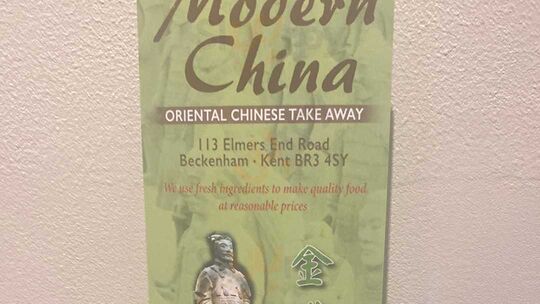 Modern
China
ORIENTAL CHINESE TAKE AWAY
113 Elmers End Road
Beckenham • Kent BR3 4SY
We use fresh ingredients to make quality food
at reasonable prices
金